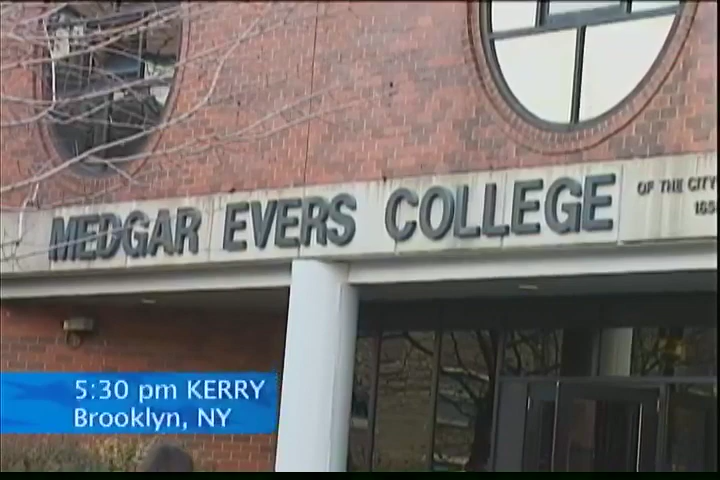 MEDGAR EVERS COLLEGE
OF THE CITY
5:30 pm KERRY
Brooklyn, NY